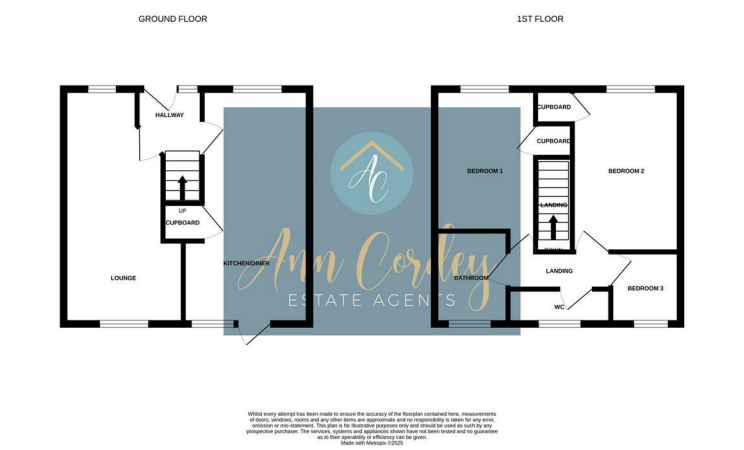 GROUND FLOOR
1ST FLOOR
HALLWAY
UP
CUPBOARD
KITCHEN/DINER
LOUNGE
CUPBOARD
CUPBOARD
BEDROOM 1
BEDROOM 2
LANDING
DOWN
LANDING
BATHROOM
BEDROOM 3
WC
AC
Ann Cordey
ESTATE AGENTS
Whilst every attempt has been made to ensure the accuracy of the floorplan contained here, measurements
of doors, windows, rooms and any other items are approximate and no responsibility is taken for any error,
omission or mis-statement. This plan is for illustrative purposes only and should be used as such by any
prospective purchaser. The services, systems and appliances shown have not been tested and no guarantee
as to their operability or efficiency can be given.
Made with Metropix ©2025